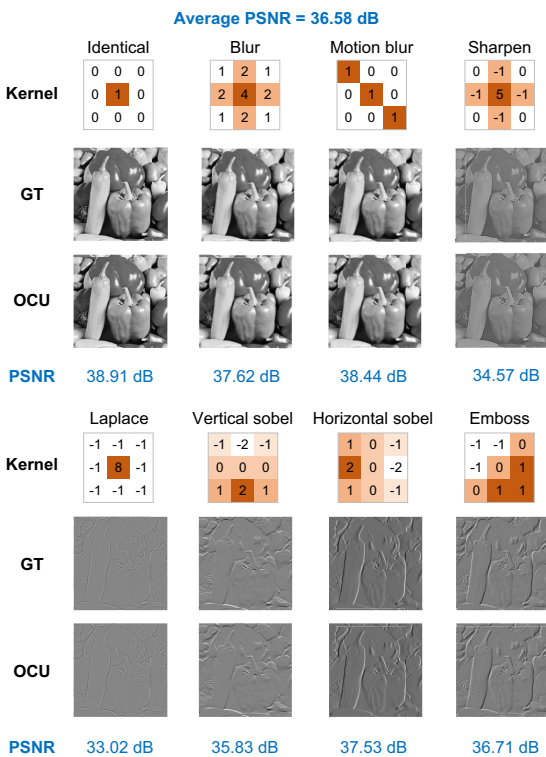 Average PSNR = 36.58 dB
Identical Blur Motion blur Sharpen
0 0 0 1 2 1 1 0 0 0 -1 0
Kernel 0 1 0 2 4 2 0 1 0 -1 5 -1
0 0 0 1 2 1 0 0 1 0 -1 0
GT
OCU
PSNR 38.91 dB 37.62 dB 38.44 dB 34.57 dB
Laplace Vertical sobel Horizontal sobel Emboss
-1 -1 -1 -1 -2 -1 1 0 -1 -1 -1 0
Kernel -1 8 -1 0 0 0 2 0 -2 -1 0 1
-1 -1 -1 1 2 1 1 0 -1 0 1 1
GT
OCU
PSNR 33.02 dB 35.83 dB 37.53 dB 36.71 dB